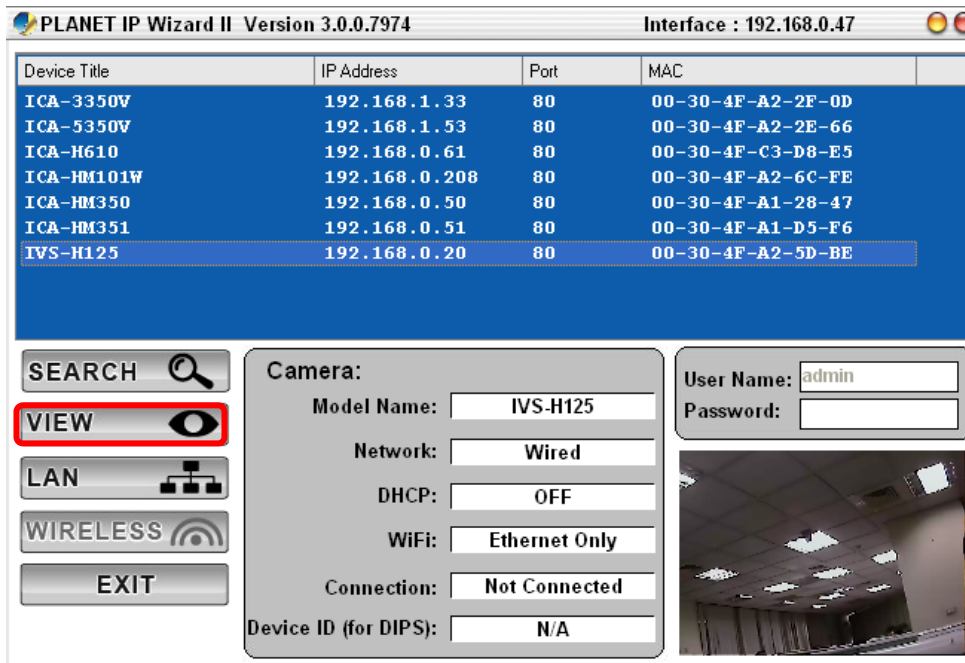 PLANET IP Wizard II Version 3.0.0.7974 Interface : 192.168.0.47
Device Title IP Address Port MAC
ICA-3350V 192.168.1.33 80 00-30-4F-A2-2F-0D
ICA-5350V 192.168.1.53 80 00-30-4F-A2-2E-66
ICA-H610 192.168.0.61 80 00-30-4F-C3-D8-E5
ICA-HM101W 192.168.0.208 80 00-30-4F-A2-6C-FE
ICA-HM350 192.168.0.50 80 00-30-4F-A1-28-47
ICA-HM351 192.168.0.51 80 00-30-4F-A1-D5-F6
IVS-H125 192.168.0.20 80 00-30-4F-A2-5D-BE
SEARCH
VIEW
LAN
WIRELESS
EXIT
Camera:
Model Name: IVS-H125
Network: Wired
DHCP: OFF
WiFi: Ethernet Only
Connection: Not Connected
Device ID (for DIPS): N/A
User Name: admin
Password: